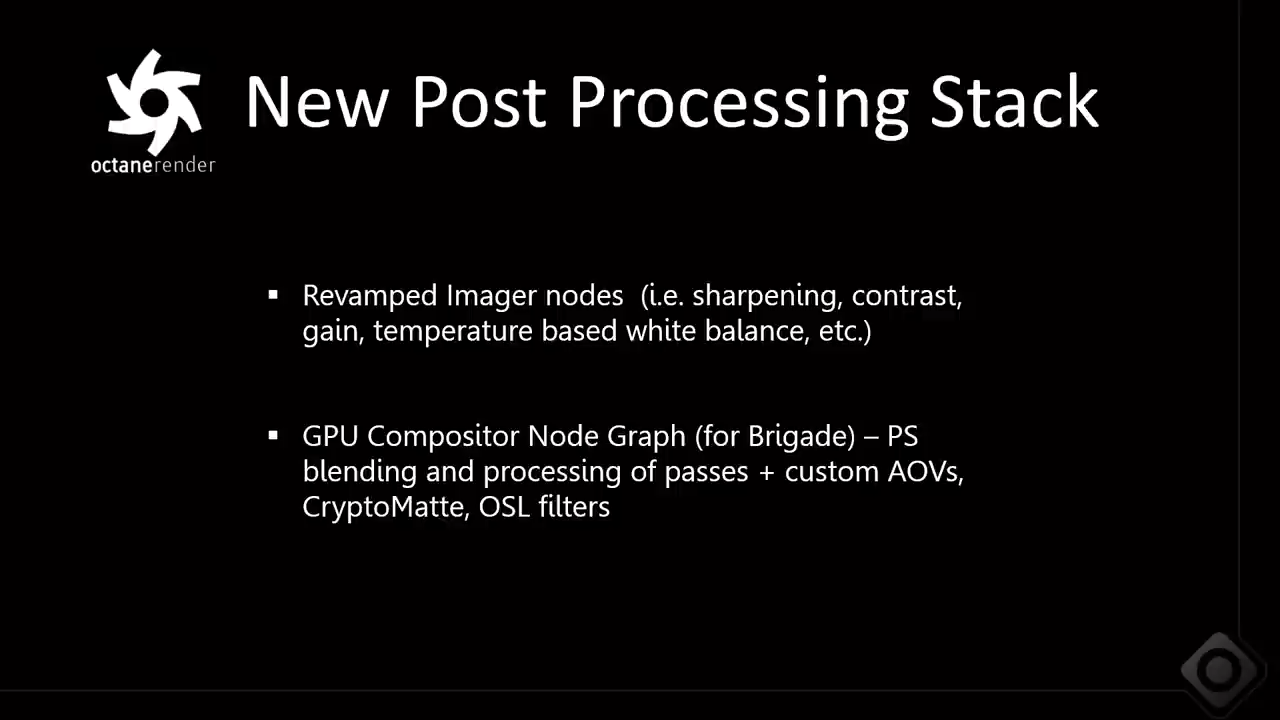 New Post Processing Stack
octanerender
▪ Revamped Imager nodes (i.e. sharpening, contrast,
gain, temperature based white balance, etc.)
▪ GPU Compositor Node Graph (for Brigade) – PS
blending and processing of passes + custom AOVs,
CryptoMatte, OSL filters